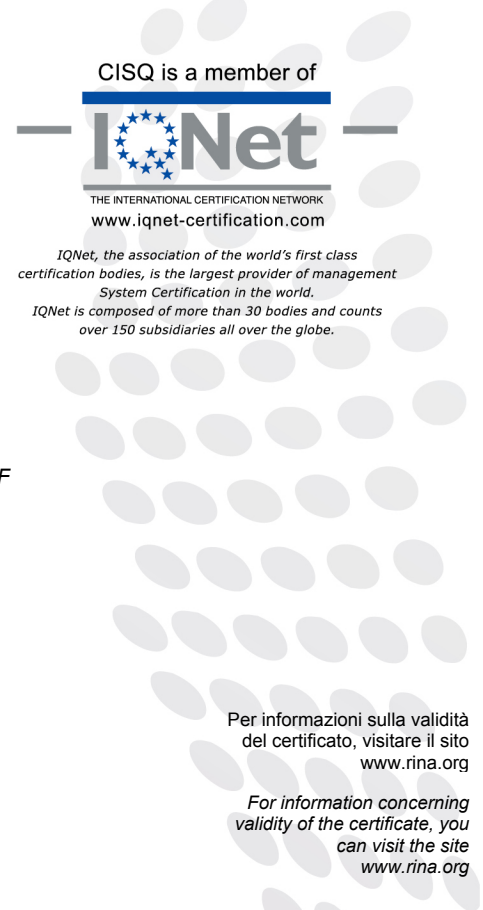 CISQ is a member of
IQNet
THE INTERNATIONAL CERTIFICATION NETWORK
www.iqnet-certification.com
IQNet, the association of the world's first class
certification bodies, is the largest provider of management
System Certification in the world.
IQNet is composed of more than 30 bodies and counts
over 150 subsidiaries all over the globe.
F
Per informazioni sulla validità
del certificato, visitare il sito
www.rina.org
For information concerning
validity of the certificate, you
can visit the site
www.rina.org